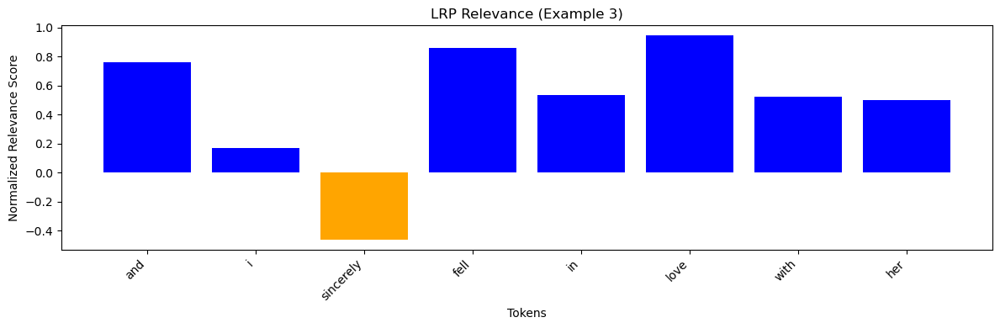 LRP Relevance (Example 3)
Normalized Relevance Score
1.0
0.8
0.6
0.4
0.2
0.0
−0.2
−0.4
and i sincerely fell in love with her
Tokens